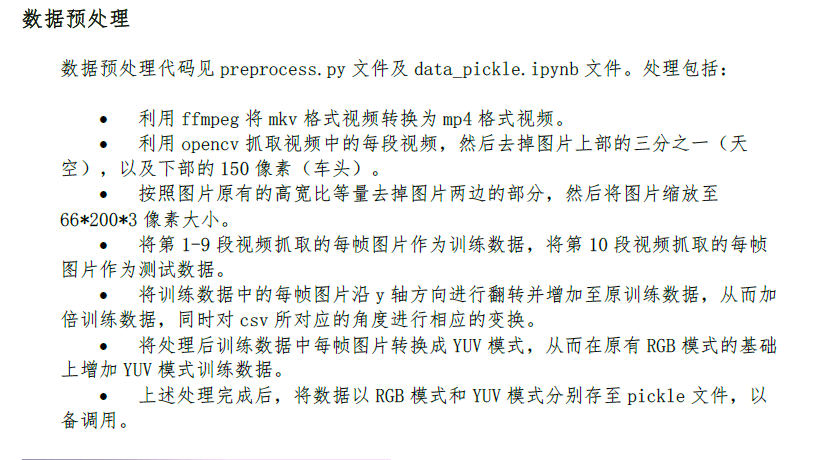 数据预处理
数据预处理代码见 preprocess.py 文件及 data_pickle.ipynb 文件。处理包括：
• 利用 ffmpeg 将 mkv 格式视频转换为 mp4 格式视频。
• 利用 opencv 抓取视频中的每段视频，然后去掉图片上部的三分之一（天
空），以及下部的 150 像素（车头）。
• 按照图片原有的高宽比等量去掉图片两边的部分，然后将图片缩放至
66*200*3 像素大小。
• 将第 1-9 段视频抓取的每帧图片作为训练数据，将第 10 段视频抓取的每帧
图片作为测试数据。
• 将训练数据中的每帧图片沿 y 轴方向进行翻转并增加至原训练数据，从而加
倍训练数据，同时对 csv 所对应的角度进行相应的变换。
• 将处理后训练数据中每帧图片转换成 YUV 模式，从而在原有 RGB 模式的基础
上增加 YUV 模式训练数据。
• 上述处理完成后，将数据以 RGB 模式和 YUV 模式分别存至 pickle 文件，以
备调用。